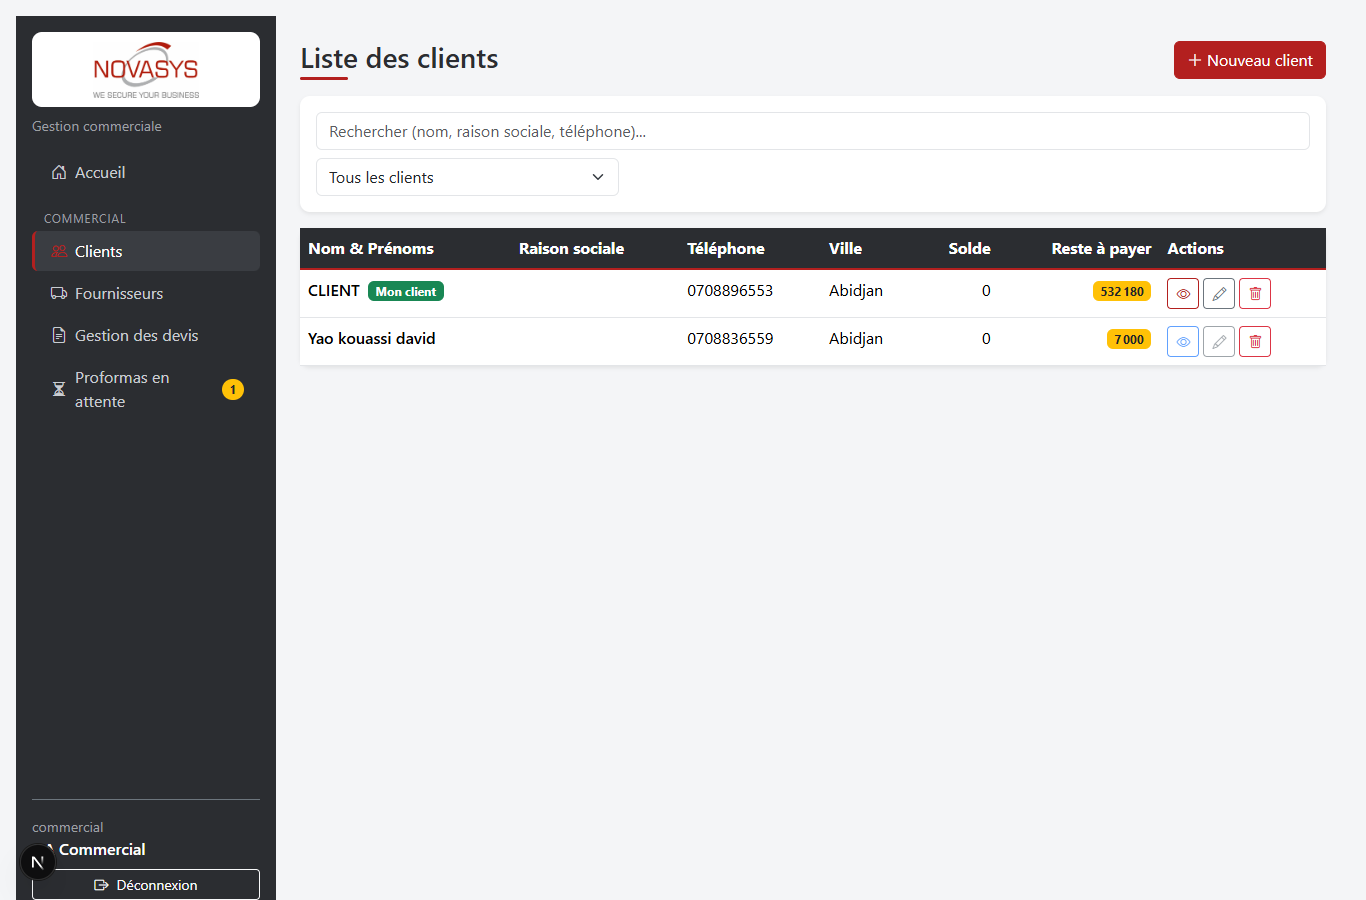 NOVASYS
WE SECURE YOUR BUSINESS
Gestion commerciale
Accueil
COMMERCIAL
Clients
Fournisseurs
Gestion des devis
Proformas en
attente
1
commercial
Commercial
N
Déconnexion
Liste des clients
Nouveau client
Rechercher (nom, raison sociale, téléphone)...
Tous les clients
Nom & Prénoms Raison sociale Téléphone Ville Solde Reste à payer Actions
CLIENT Mon client 0708896553 Abidjan 0 532 180
Yao kouassi david 0708836559 Abidjan 0 7 000